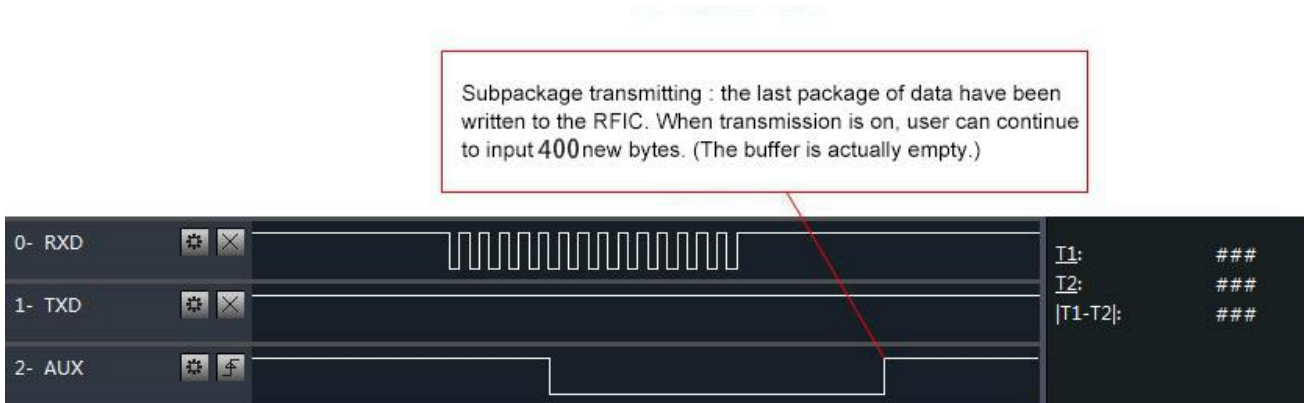 Subpackage transmitting : the last package of data have been
written to the RFIC. When transmission is on, user can continue
to input 400 new bytes. (The buffer is actually empty.)
0- RXD
T1: ###
1- TXD
T2: ###
|T1-T2|: ###
2- AUX